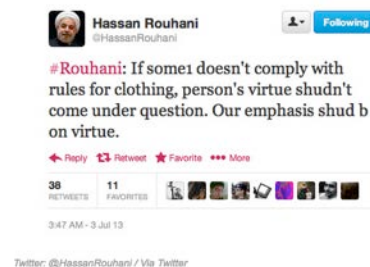 Hassan Rouhani
Following
@HassanRouhani
#Rouhani: If some1 doesn't comply with
rules for clothing, person's virtue shudn't
come under question. Our emphasis shud b
on virtue.
Reply Retweet Favorite More
38 11
RETWEETS FAVORITES
3:47 AM - 3 Jul 13
Twitter: @HassanRouhani / Via Twitter